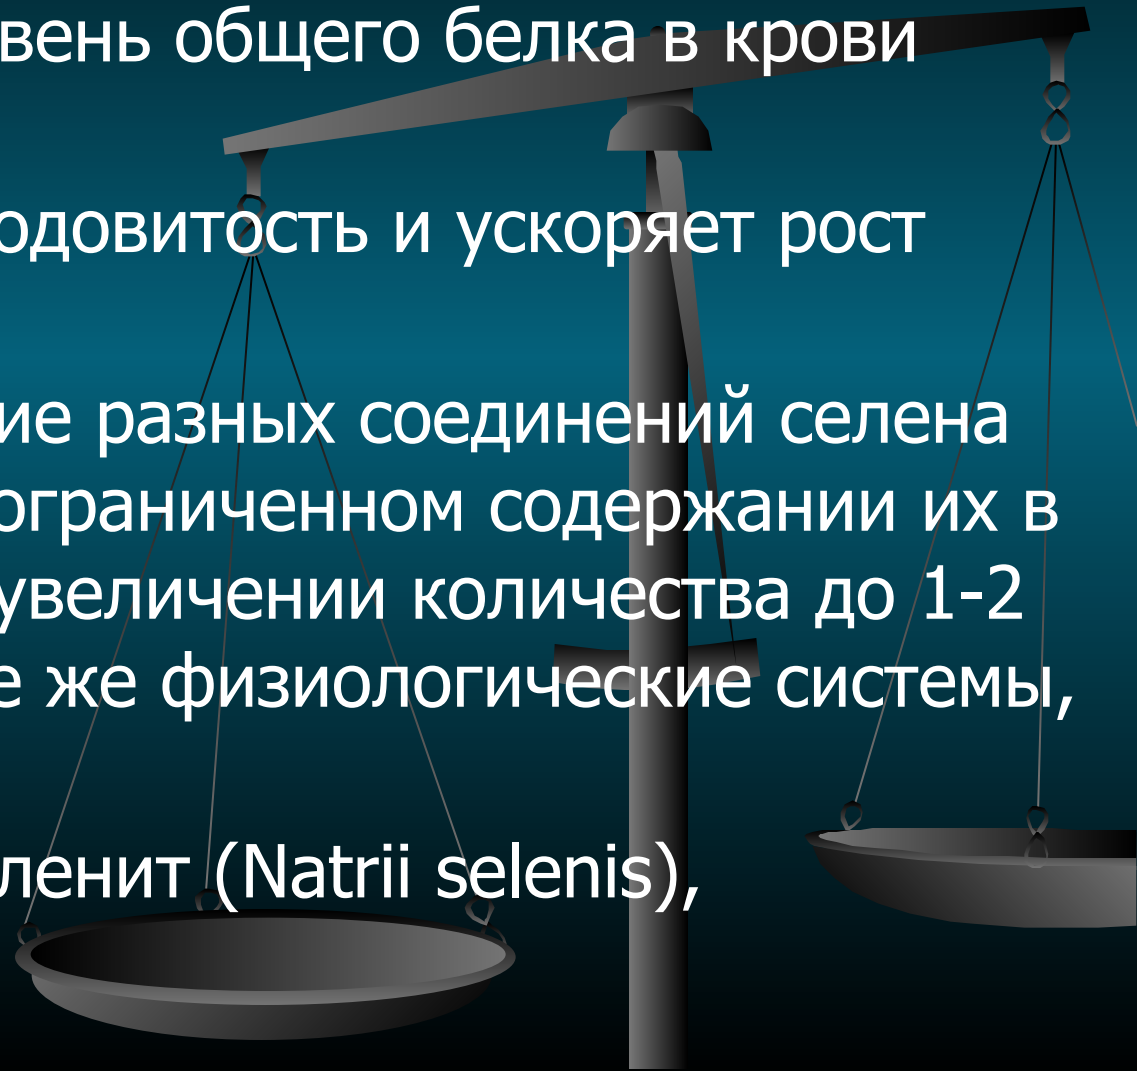 вень общего белка в крови
одовитость и ускоряет рост
ие разных соединений селена
ограниченном содержании их в
увеличении количества до 1-2
е же физиологические системы,
ленит (Natrii selenis),